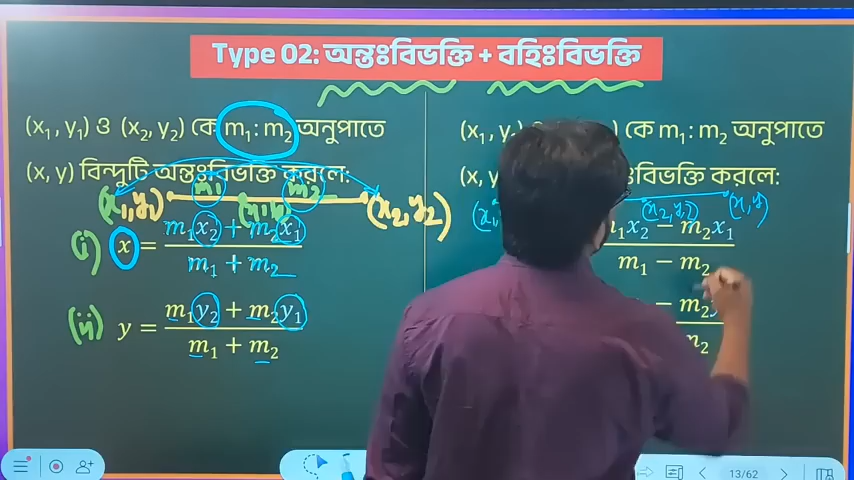 Type 02: অন্তঃবিভক্তি + বহিঃবিভক্তি
(x₁, y₁) ও (x₂, y₂) কে m₁ : m₂ অনুপাতে
(x, y) বিন্দুটি অন্তঃবিভক্তি করলে:
(x₁, y₁) m₁ m₂ (x₂, y₂)
(i) x = (m₁x₂ + m₂x₁) / (m₁ + m₂)
(ii) y = (m₁y₂ + m₂y₁) / (m₁ + m₂)
(x₁, y₁) কে m₁ : m₂ অনুপাতে
(x, y বিভক্তি করলে:
(x₂, y₂) (x, y)
₁x₂ − m₂x₁
m₁ − m₂
− m₂
m₂
13/62